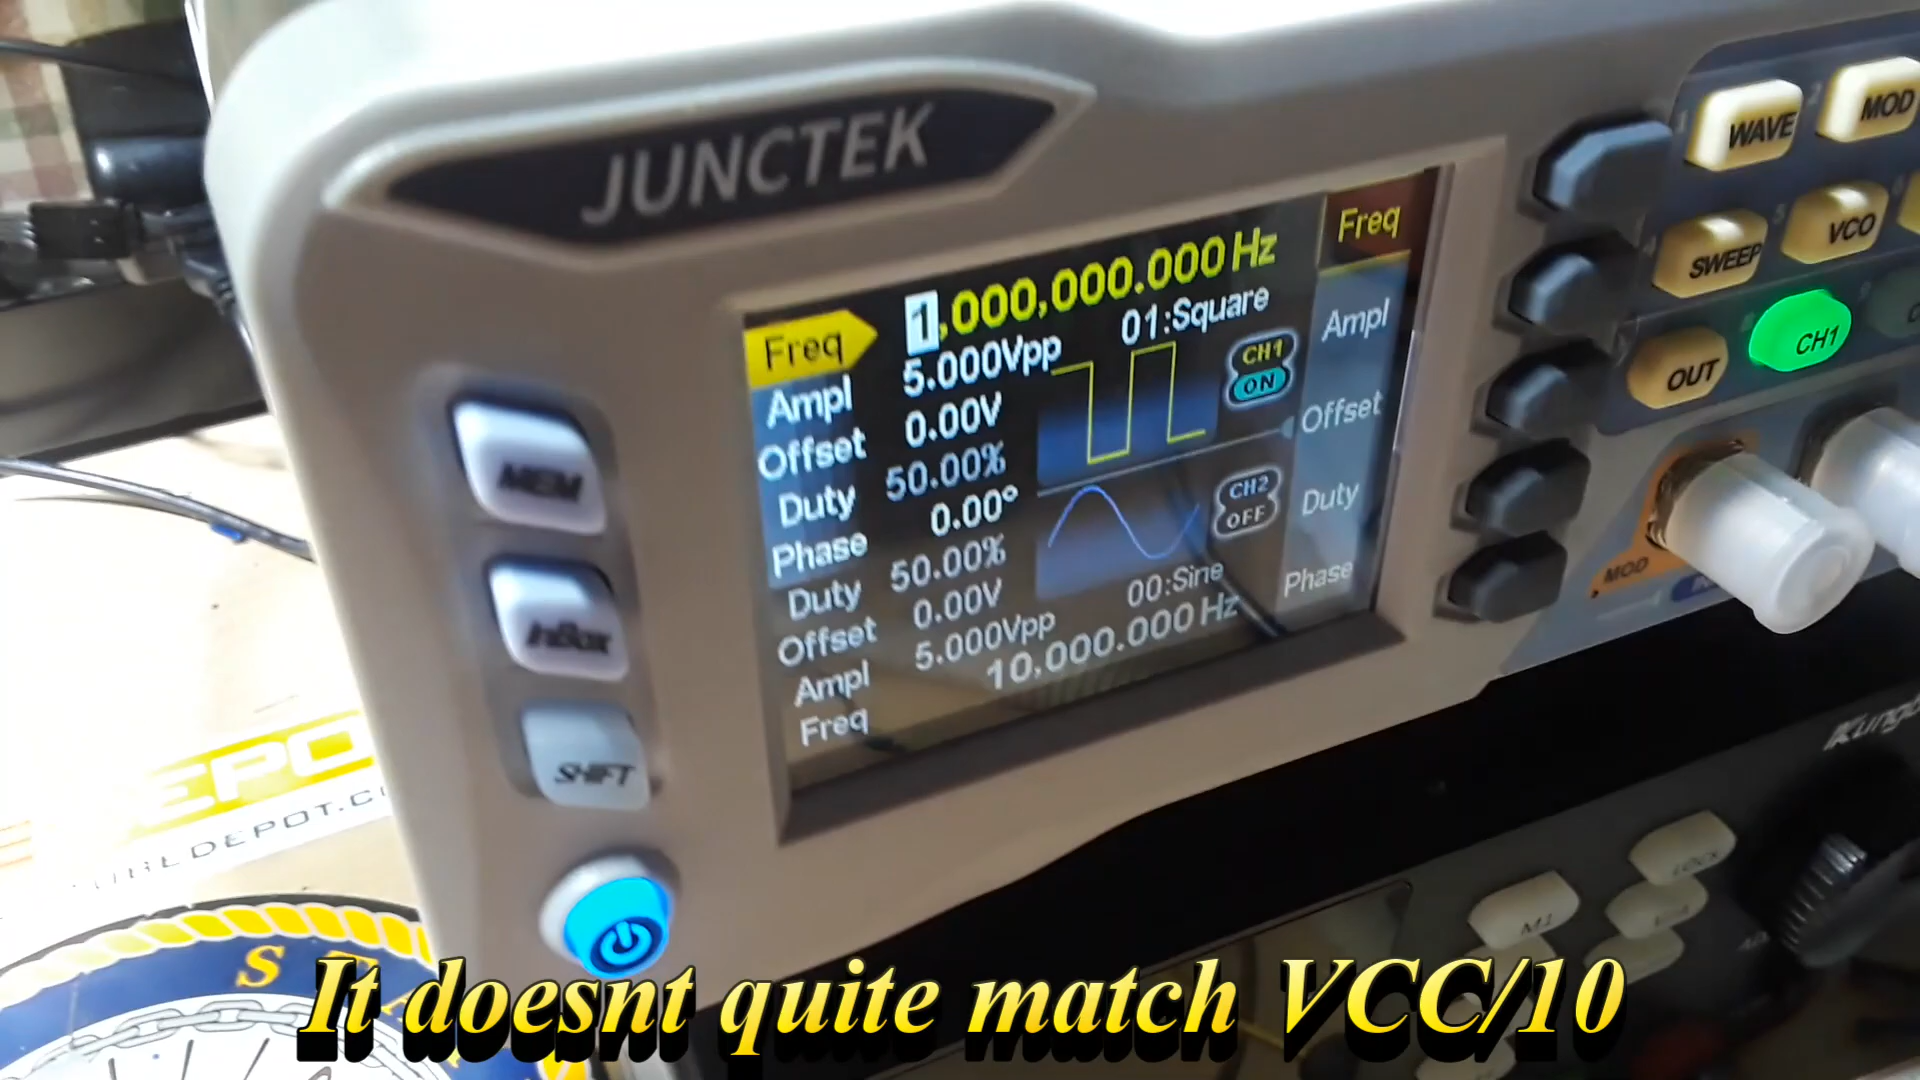 JUNCTEK
WAVE
MOD
SWEEP
VCO
OUT
CH1
Freq 1,000,000.000 Hz
Ampl 5.000Vpp 01:Square
Offset 0.00V
Duty 50.00%
Phase 0.00°
Duty 50.00%
Offset 0.00V
Ampl 5.000Vpp 00:Sine
Freq 10,000.000 Hz
CH1
ON
CH2
OFF
Freq
Ampl
Offset
Duty
Phase
MEM
InBox
SHIFT
MOD
LOCK
M1
It doesnt quite match VCC/10